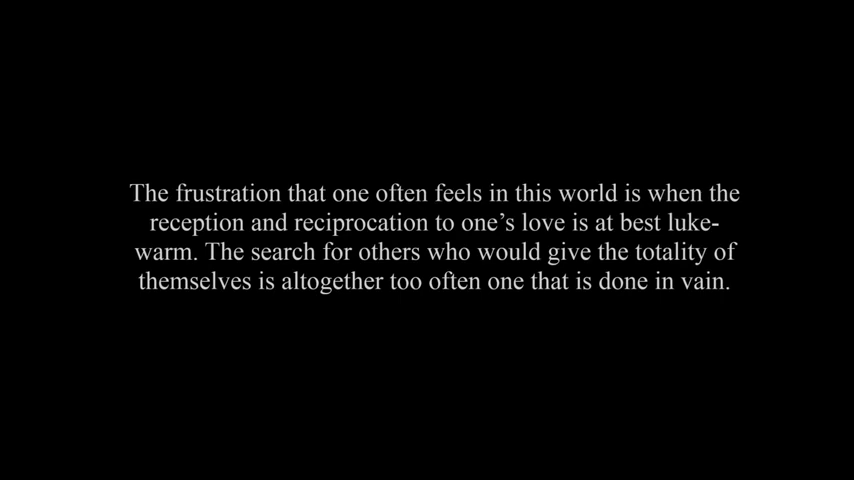 The frustration that one often feels in this world is when the
reception and reciprocation to one’s love is at best luke-
warm. The search for others who would give the totality of
themselves is altogether too often one that is done in vain.